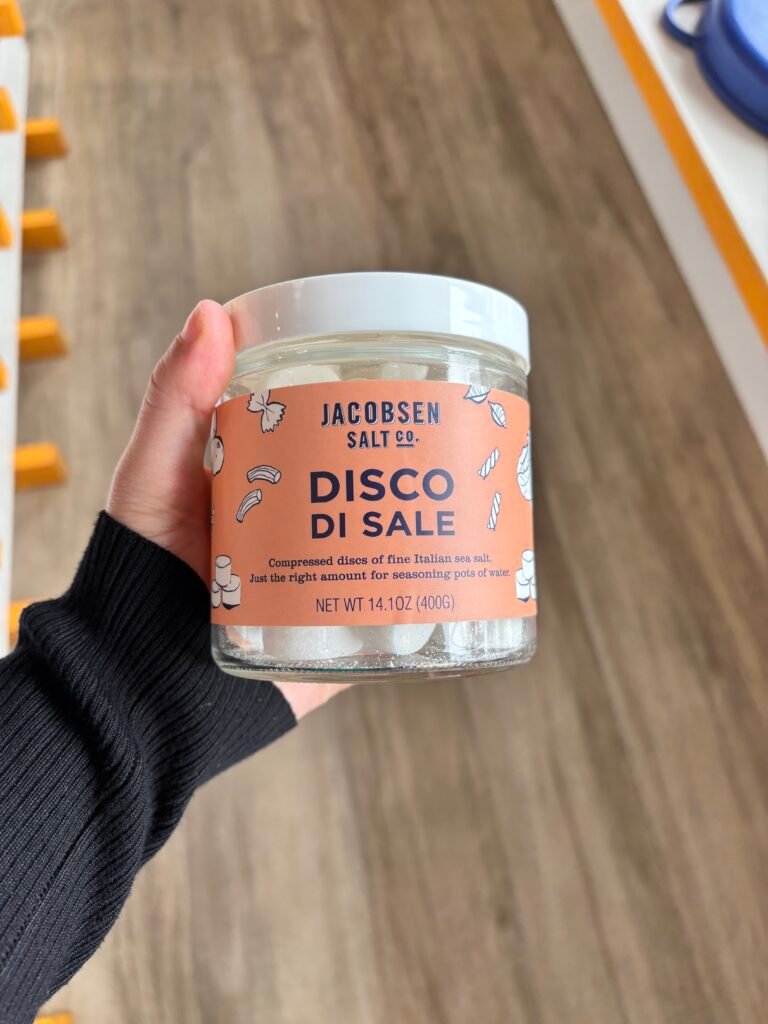 JACOBSEN
SALT CO.
DISCO
DI SALE
Compressed discs of fine Italian sea salt.
Just the right amount for seasoning pots of water.
NET WT 14.1OZ (400G)